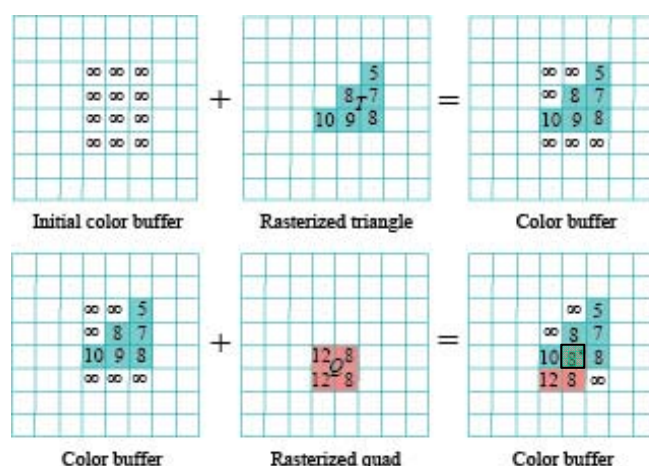 ∞ ∞ ∞
∞ ∞ ∞
∞ ∞ ∞
∞ ∞ ∞
+
5
8 T 7
10 9 8
=
∞ ∞ 5
∞ 8 7
10 9 8
∞ ∞ ∞
Initial color buffer
Rasterized triangle
Color buffer
∞ ∞ 5
∞ 8 7
10 9 8
∞ ∞ ∞
+
12 8
Q
12 8
=
∞ 5
∞ 8 7
10 8 8
12 8 ∞
Color buffer
Rasterized quad
Color buffer